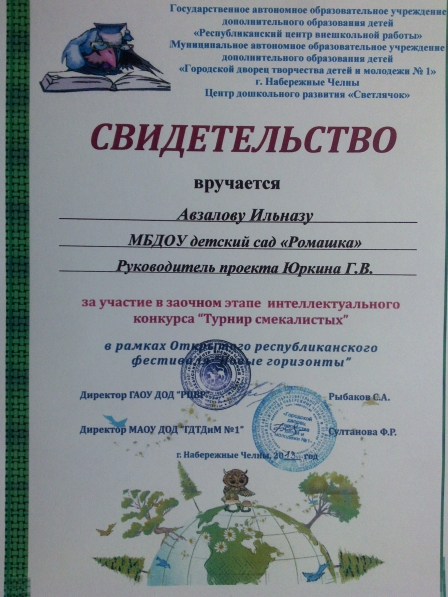 Государственное автономное образовательное учреждение
дополнительного образования детей
«Республиканский центр внешкольной работы»
Муниципальное автономное образовательное учреждение
дополнительного образования детей
«Городской дворец творчества детей и молодежи № 1»
г. Набережные Челны
Центр дошкольного развития «Светлячок»
СВИДЕТЕЛЬСТВО
вручается
Авзалову Ильназу
МБДОУ детский сад «Ромашка»
Руководитель проекта Юркина Г.В.
за участие в заочном этапе интеллектуального
конкурса "Турнир смекалистых"
в рамках Открытого республиканского
фестиваля "Новые горизонты"
Директор ГАОУ ДОД "РЦВР" Рыбаков С.А.
Директор МАОУ ДОД "ГДТДиМ №1" Султанова Ф.Р.
г. Набережные Челны, 20 год